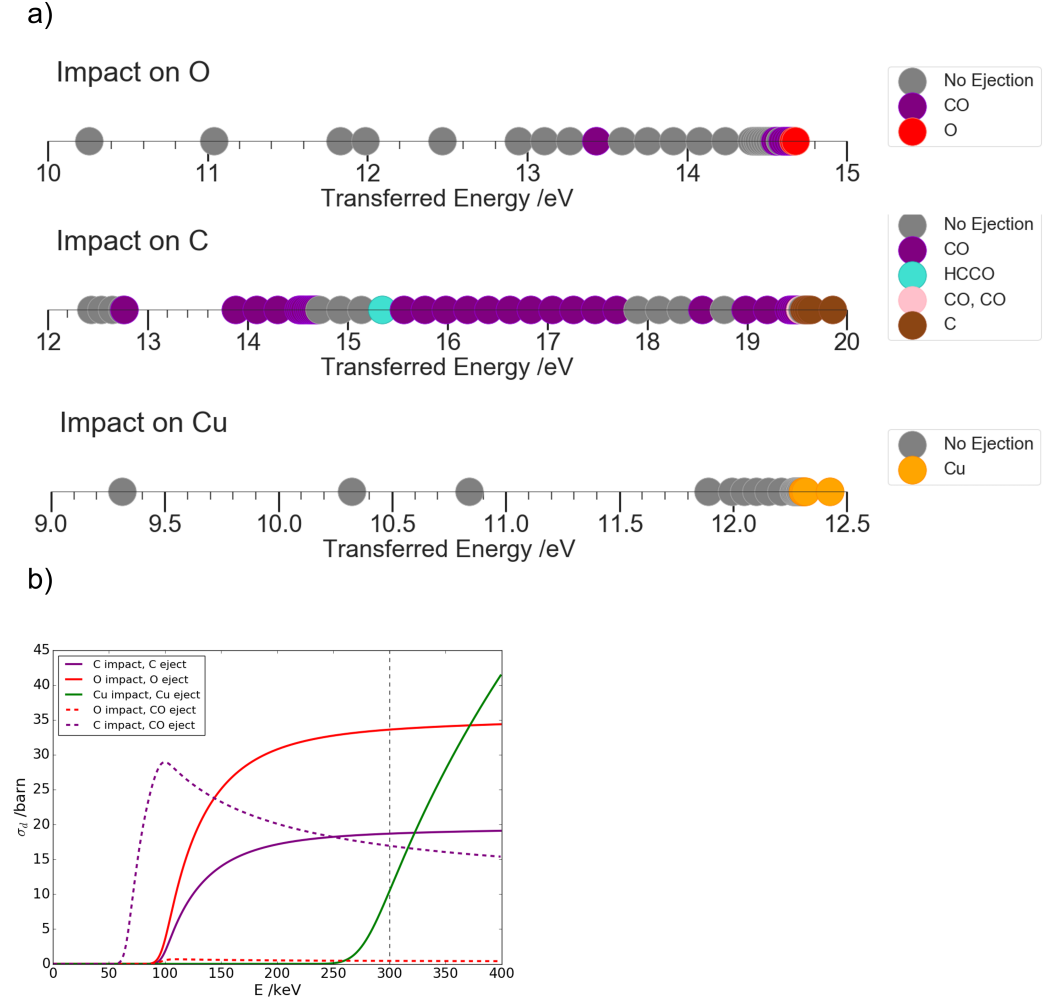 a)
Impact on O
No Ejection
CO
O
10 11 12 13 14 15
Transferred Energy /eV
Impact on C
No Ejection
CO
HCCO
CO, CO
C
12 13 14 15 16 17 18 19 20
Transferred Energy /eV
Impact on Cu
No Ejection
Cu
9.0 9.5 10.0 10.5 11.0 11.5 12.0 12.5
Transferred Energy /eV
b)
45
40
35
30
25
20
15
10
5
0
σd /barn
C impact, C eject
O impact, O eject
Cu impact, Cu eject
O impact, CO eject
C impact, CO eject
0 50 100 150 200 250 300 350 400
E /keV